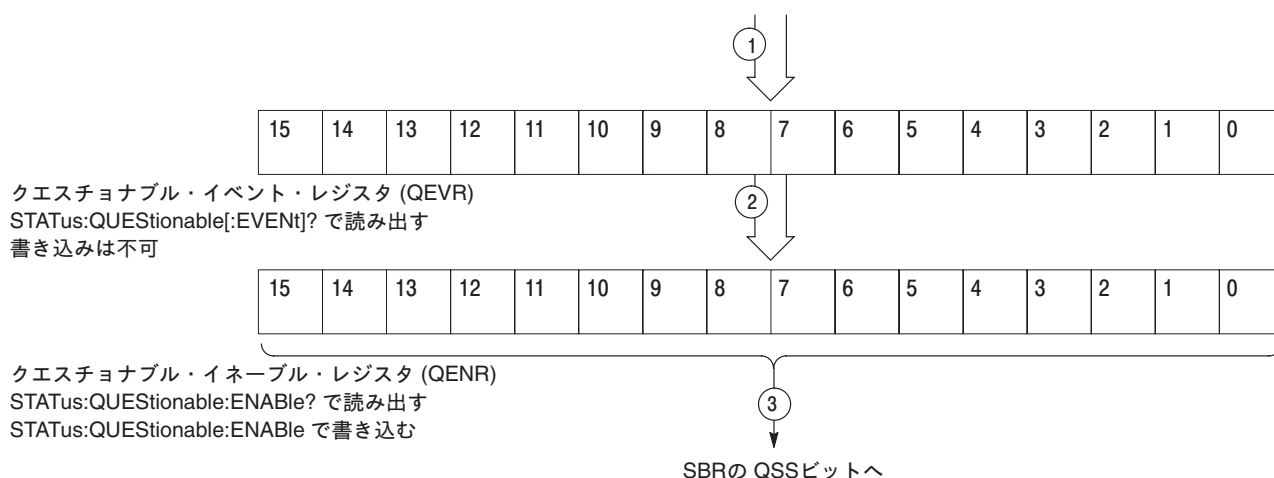 1
15 14 13 12 11 10 9 8 7 6 5 4 3 2 1 0
クエスチョナブル・イベント・レジスタ (QEVR)
STATus:QUEStionable[:EVENt]? で読み出す
書き込みは不可
2
15 14 13 12 11 10 9 8 7 6 5 4 3 2 1 0
クエスチョナブル・イネーブル・レジスタ (QENR)
STATus:QUEStionable:ENABle? で読み出す
STATus:QUEStionable:ENABle で書き込む
3
SBRの QSSビットへ